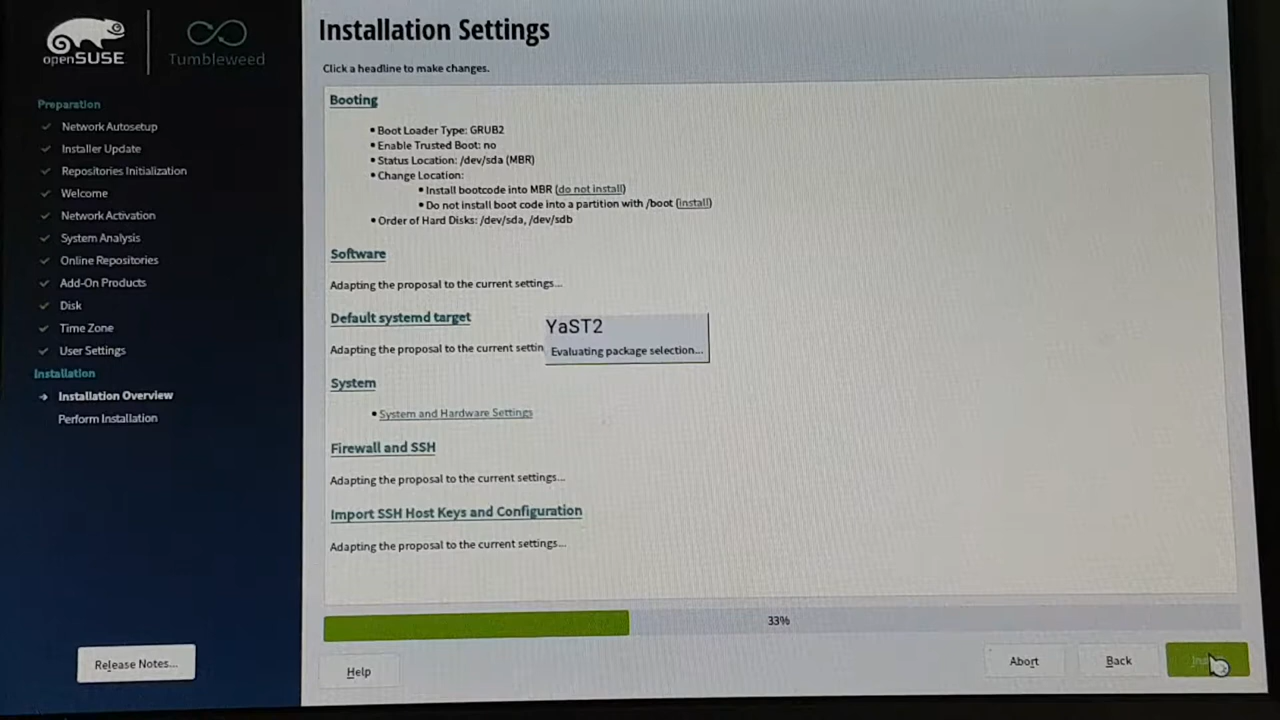 openSUSE
Tumbleweed
Preparation
Network Autosetup
Installer Update
Repositories Initialization
Welcome
Network Activation
System Analysis
Online Repositories
Add-On Products
Disk
Time Zone
User Settings
Installation
Installation Overview
Perform Installation
Release Notes...
Installation Settings
Click a headline to make changes.
Booting
Boot Loader Type: GRUB2
Enable Trusted Boot: no
Status Location: /dev/sda (MBR)
Change Location:
Install bootcode into MBR (do not install)
Do not install boot code into a partition with /boot (install)
Order of Hard Disks: /dev/sda, /dev/sdb
Software
Adapting the proposal to the current settings...
Default systemd target
Adapting the proposal to the current settin
YaST2
Evaluating package selection...
System
System and Hardware Settings
Firewall and SSH
Adapting the proposal to the current settings...
Import SSH Host Keys and Configuration
Adapting the proposal to the current settings...
33%
Help
Abort
Back